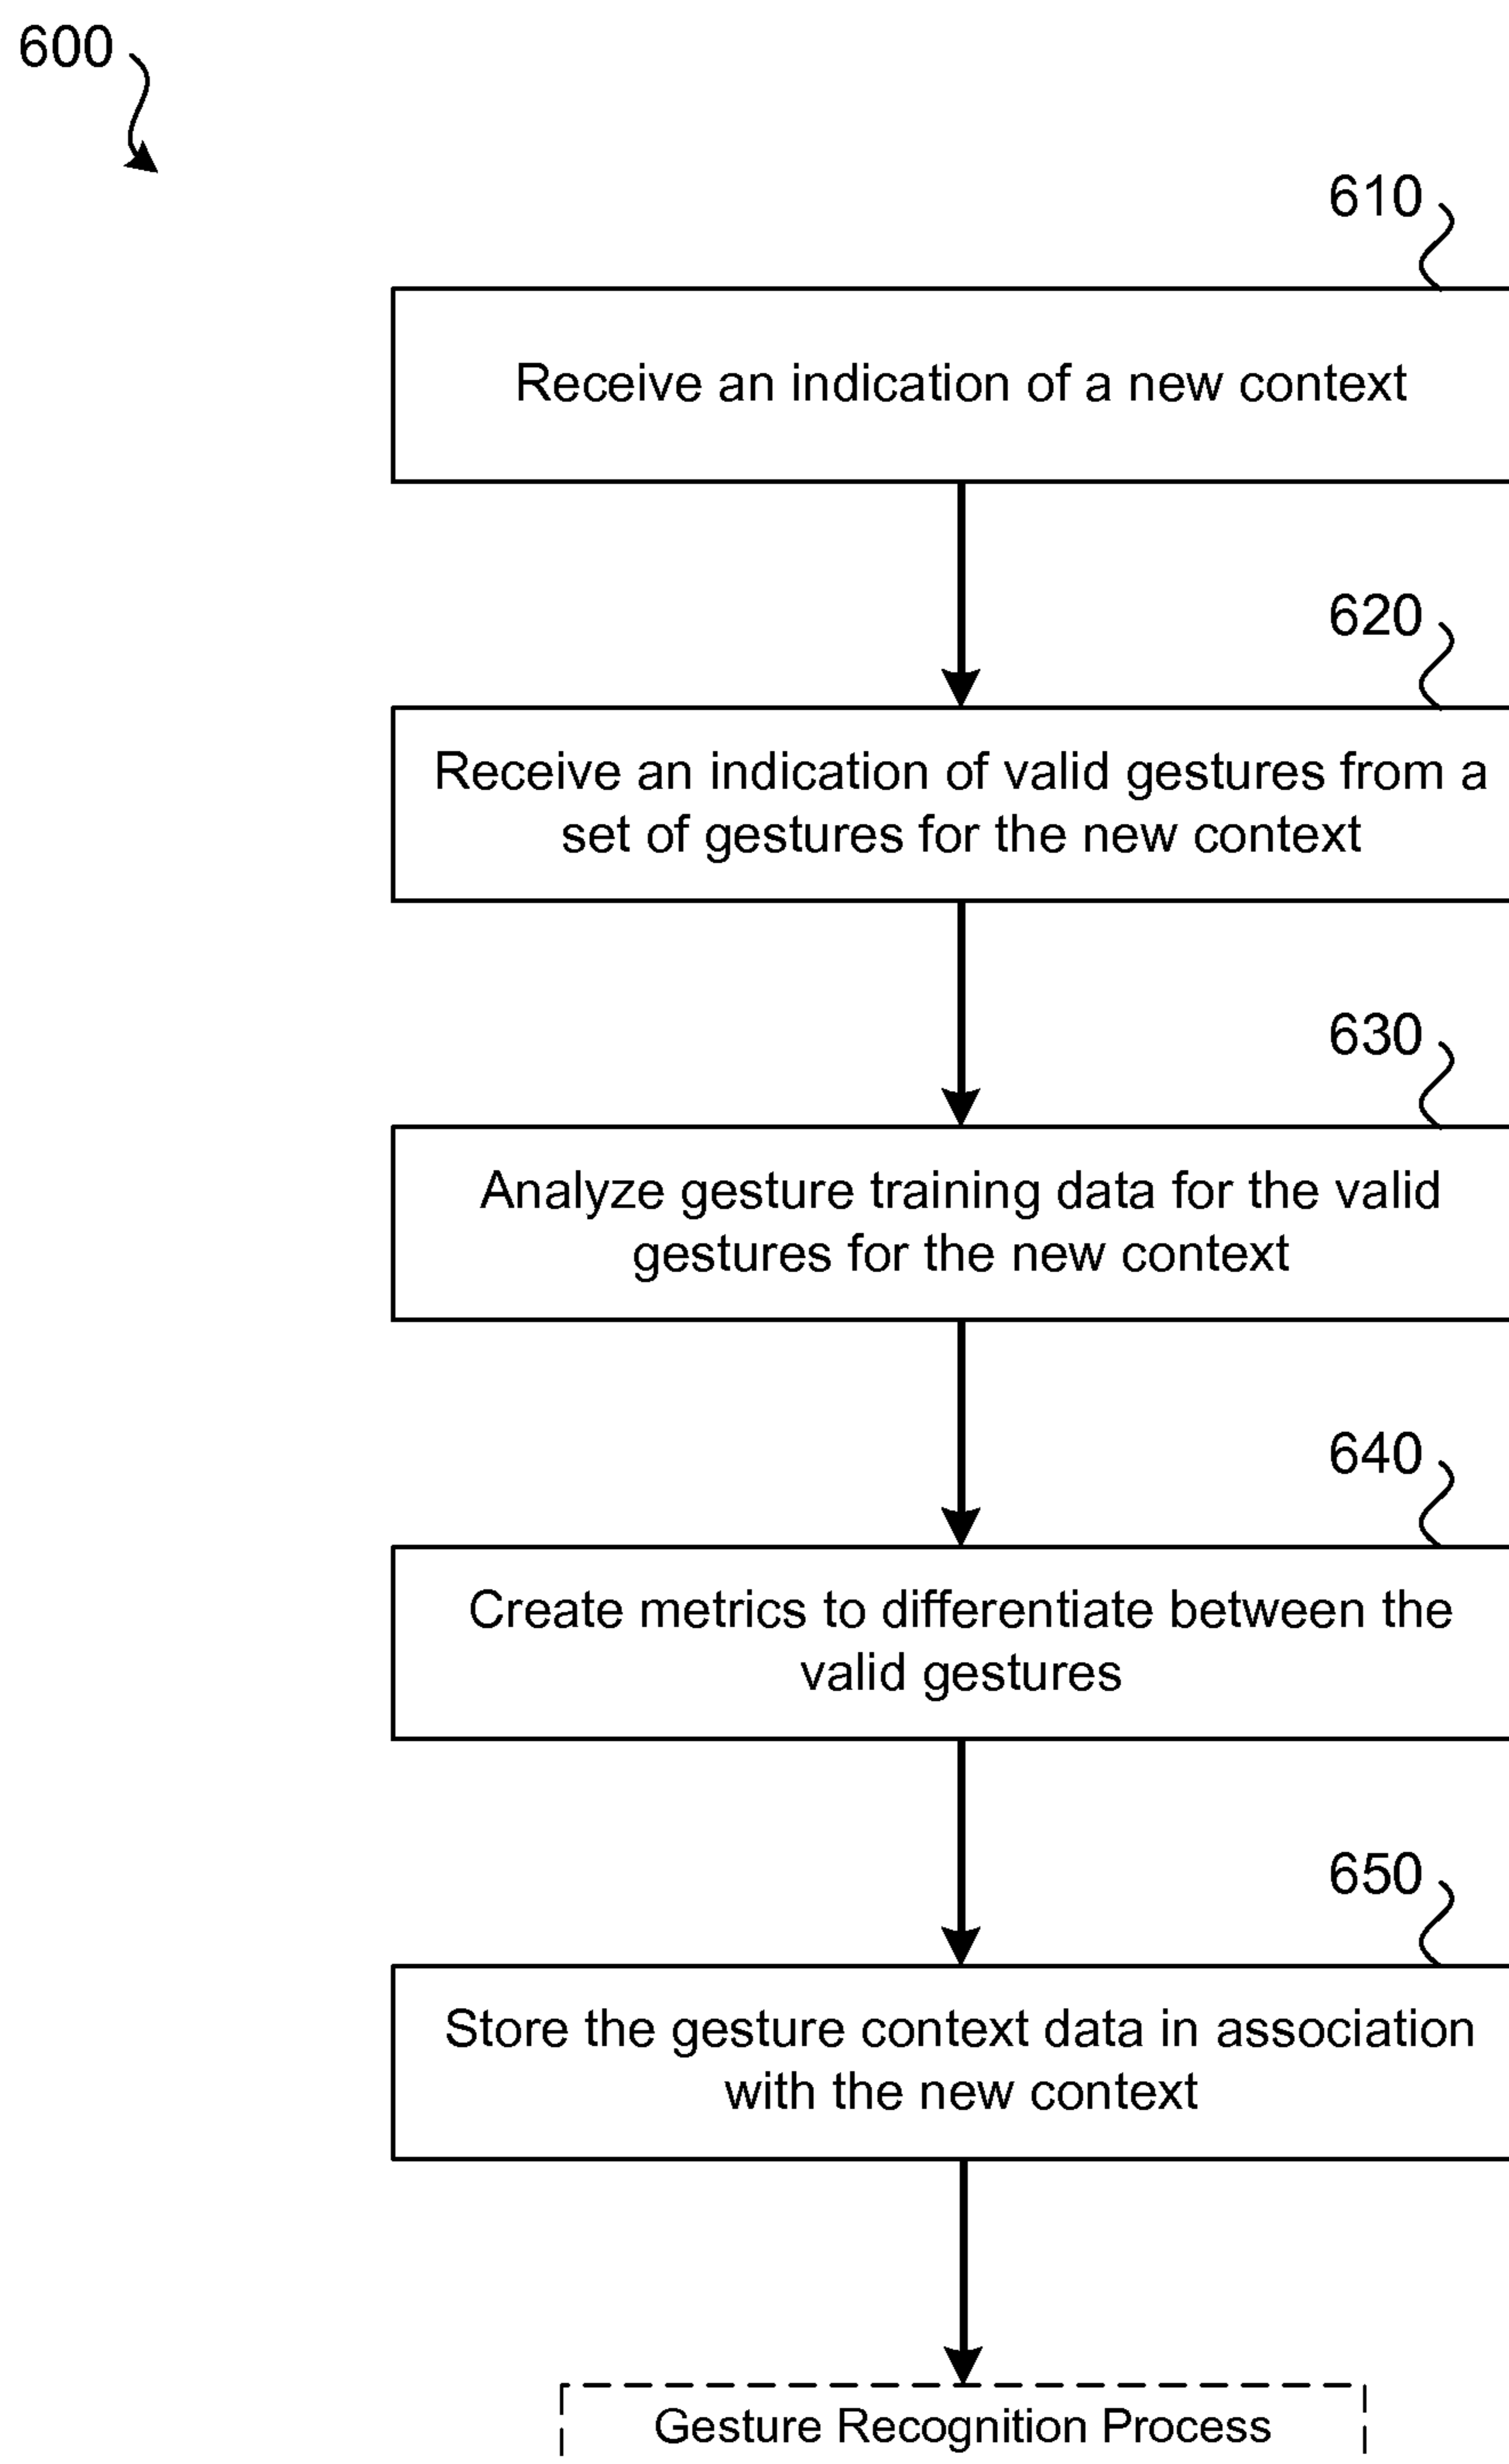 600
610
Receive an indication of a new context
620
Receive an indication of valid gestures from a
set of gestures for the new context
630
Analyze gesture training data for the valid
gestures for the new context
640
Create metrics to differentiate between the
valid gestures
650
Store the gesture context data in association
with the new context
Gesture Recognition Process